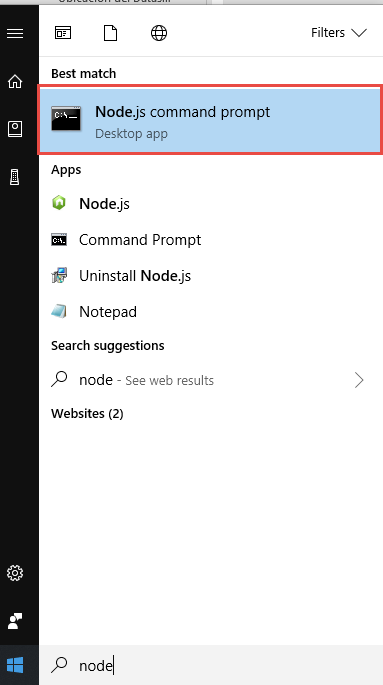 Filters
Best match
Node.js command prompt
Desktop app
Apps
Node.js
Command Prompt
Uninstall Node.js
Notepad
Search suggestions
node - See web results
Websites (2)
node